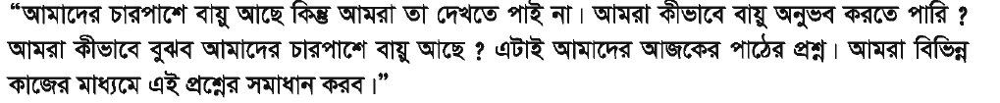 “আমাদের চারপাশে বায়ু আছে কিন্তু আমরা তা দেখতে পাই না। আমরা কীভাবে বায়ু অনুভব করতে পারি ?
আমরা কীভাবে বুঝব আমাদের চারপাশে বায়ু আছে ? এটাই আমাদের আজকের পাঠের প্রশ্ন। আমরা বিভিন্ন
কাজের মাধ্যমে এই প্রশ্নের সমাধান করব।”